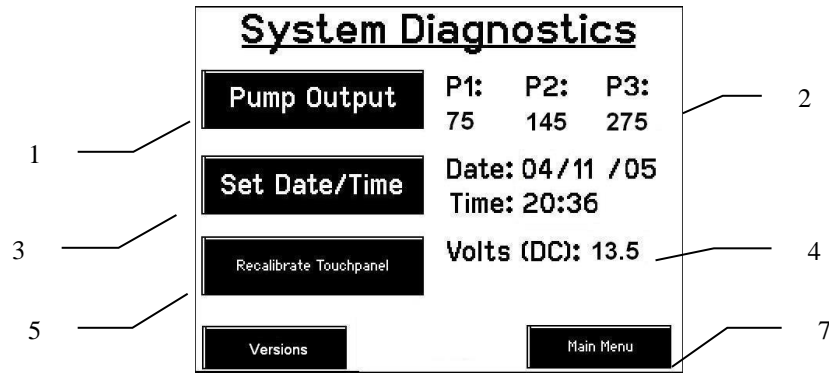 System Diagnostics
Pump Output
P1: P2: P3:
75 145 275
2
1
Set Date/Time
Date: 04/11 /05
Time: 20:36
3
Recalibrate Touchpanel
Volts (DC): 13.5
4
5
Versions
Main Menu
7